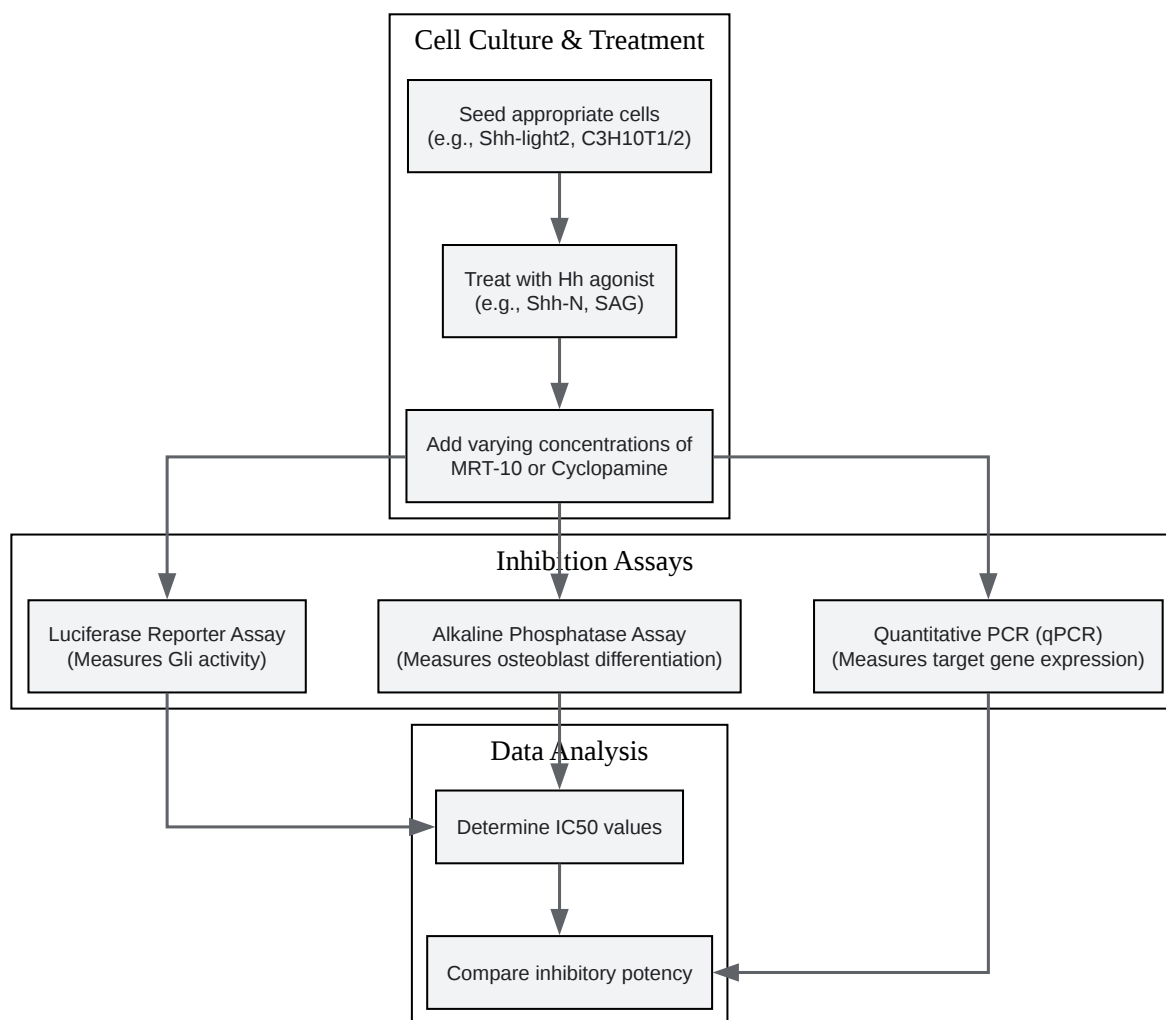 Cell Culture & Treatment
Seed appropriate cells
(e.g., Shh-light2, C3H10T1/2)
Treat with Hh agonist
(e.g., Shh-N, SAG)
Add varying concentrations of
MRT-10 or Cyclopamine
Inhibition Assays
Luciferase Reporter Assay
(Measures Gli activity)
Alkaline Phosphatase Assay
(Measures osteoblast differentiation)
Quantitative PCR (qPCR)
(Measures target gene expression)
Data Analysis
Determine IC50 values
Compare inhibitory potency